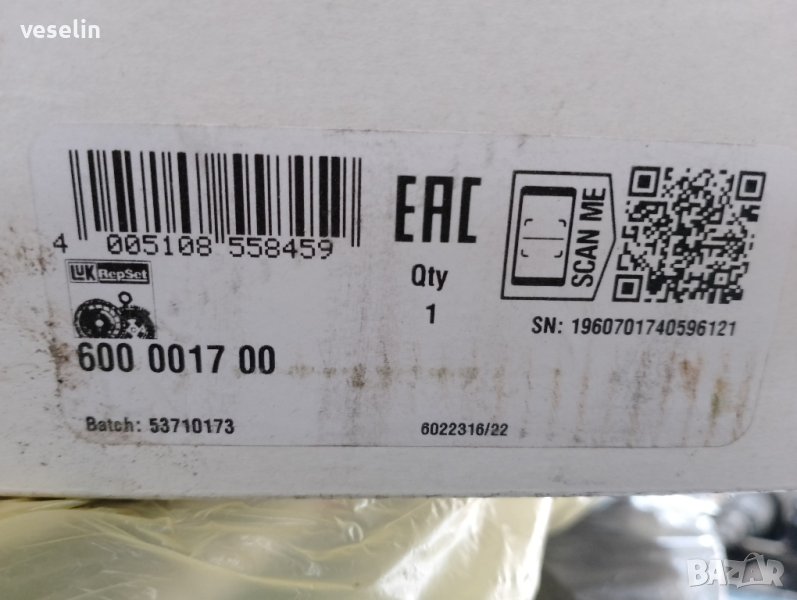 veselin
4 005108 558459
EAC
SCAN ME
Qty
1
LuK RepSet
SN: 1960701740596121
600 0017 00
Batch: 53710173
6022316/22
BAZAR